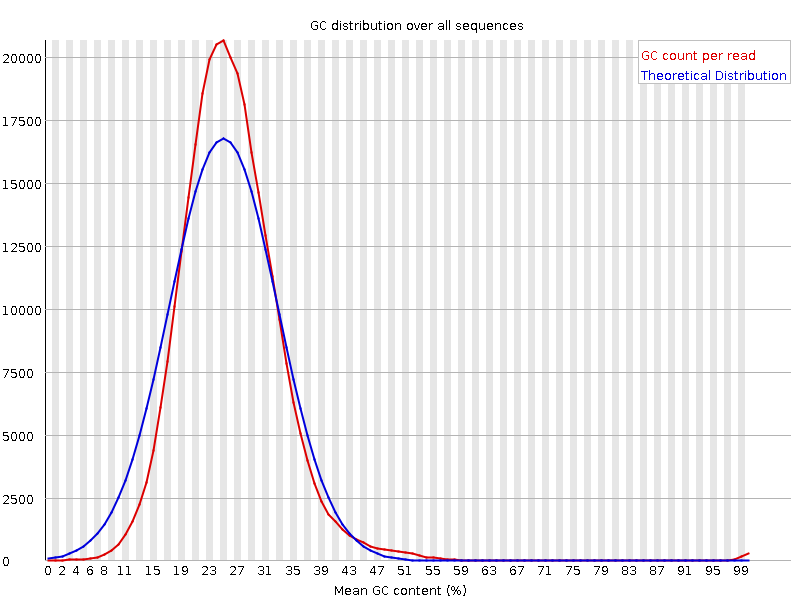 GC distribution over all sequences
GC count per read
Theoretical Distribution
20000
17500
15000
12500
10000
7500
5000
2500
0
0 2 4 6 8 11 15 19 23 27 31 35 39 43 47 51 55 59 63 67 71 75 79 83 87 91 95 99
Mean GC content (%)